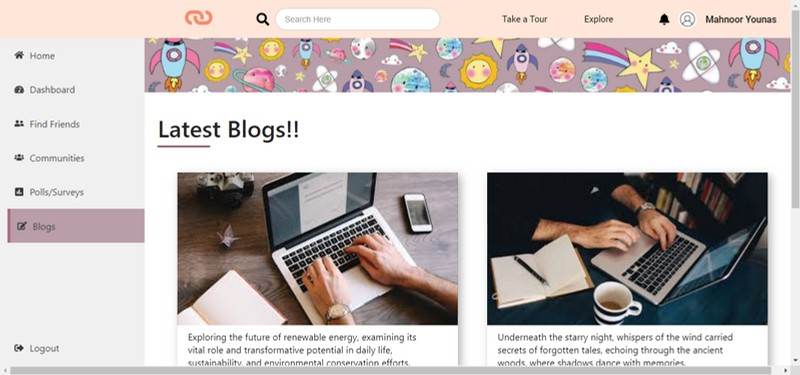 Search Here
Take a Tour
Explore
Mahnoor Younas
Home
Dashboard
Find Friends
Communities
Polls/Surveys
Blogs
Logout
Latest Blogs!!
Exploring the future of renewable energy, examining its
vital role and transformative potential in daily life,
sustainability, and environmental conservation efforts.
Underneath the starry night, whispers of the wind carried
secrets of forgotten tales, echoing through the ancient
woods, where shadows dance with memories.